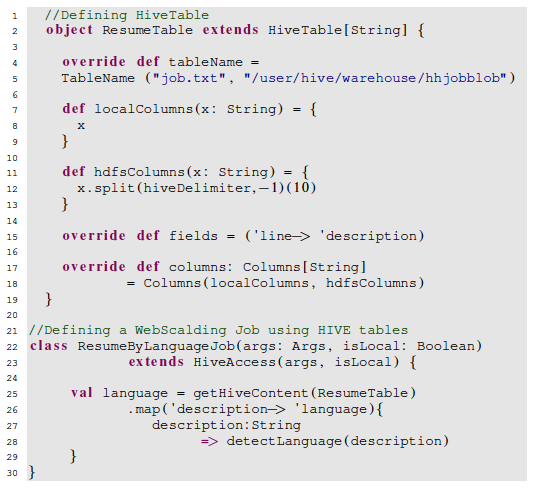 1 //Defining HiveTable
2 object ResumeTable extends HiveTable[String] {
3
4 override def tableName =
5 TableName ("job.txt", "/user/hive/warehouse/hhjobblob")
6
7 def localColumns(x: String) = {
8 x
9 }
10
11 def hdfsColumns(x: String) = {
12 x.split(hiveDelimiter,−1)(10)
13 }
14
15 override def fields = ('line−> 'description)
16
17 override def columns: Columns[String]
18 = Columns(localColumns, hdfsColumns)
19 }
20
21 //Defining a WebScalding Job using HIVE tables
22 class ResumeByLanguageJob(args: Args, isLocal: Boolean)
23 extends HiveAccess(args, isLocal) {
24
25 val language = getHiveContent(ResumeTable)
26 .map('description−> 'language){
27 description:String
28 => detectLanguage(description)
29 }
30 }